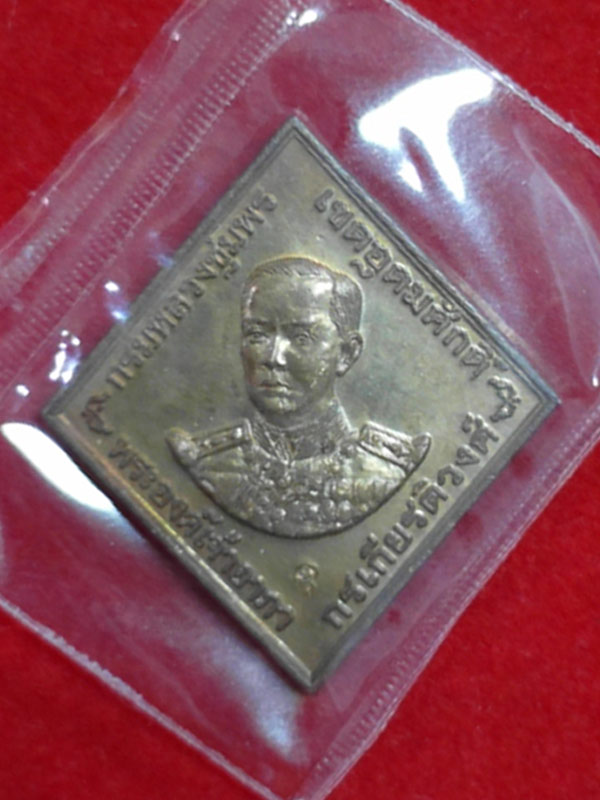 กรมหลวงชุมพร
เขตอุดมศักดิ์
พระองค์เจ้าอาภา
กรเกียรติวงศ์